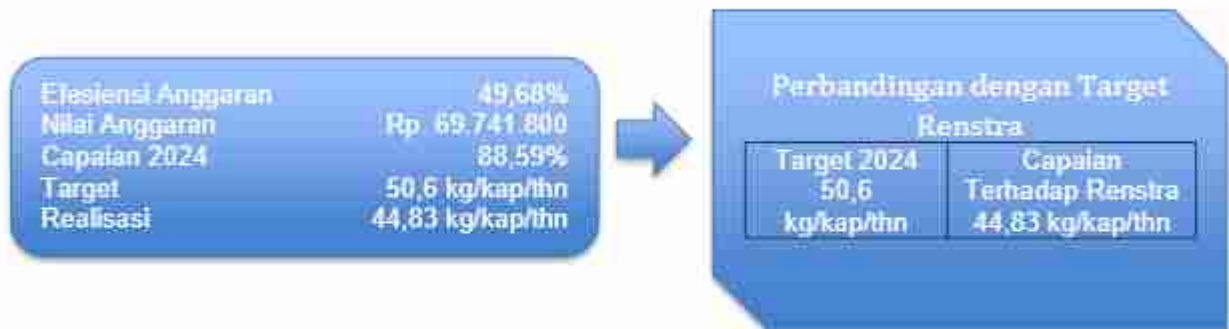 Efesiensi Anggaran 49,68%
Nilai Anggaran Rp. 69.741.800
Capaian 2024 88,59%
Target 50,6 kg/kap/thn
Realisasi 44,83 kg/kap/thn
Perbandingan dengan Target
Renstra
Target 2024 Capaian
50,6 Terhadap Renstra
kg/kap/thn 44,83 kg/kap/thn